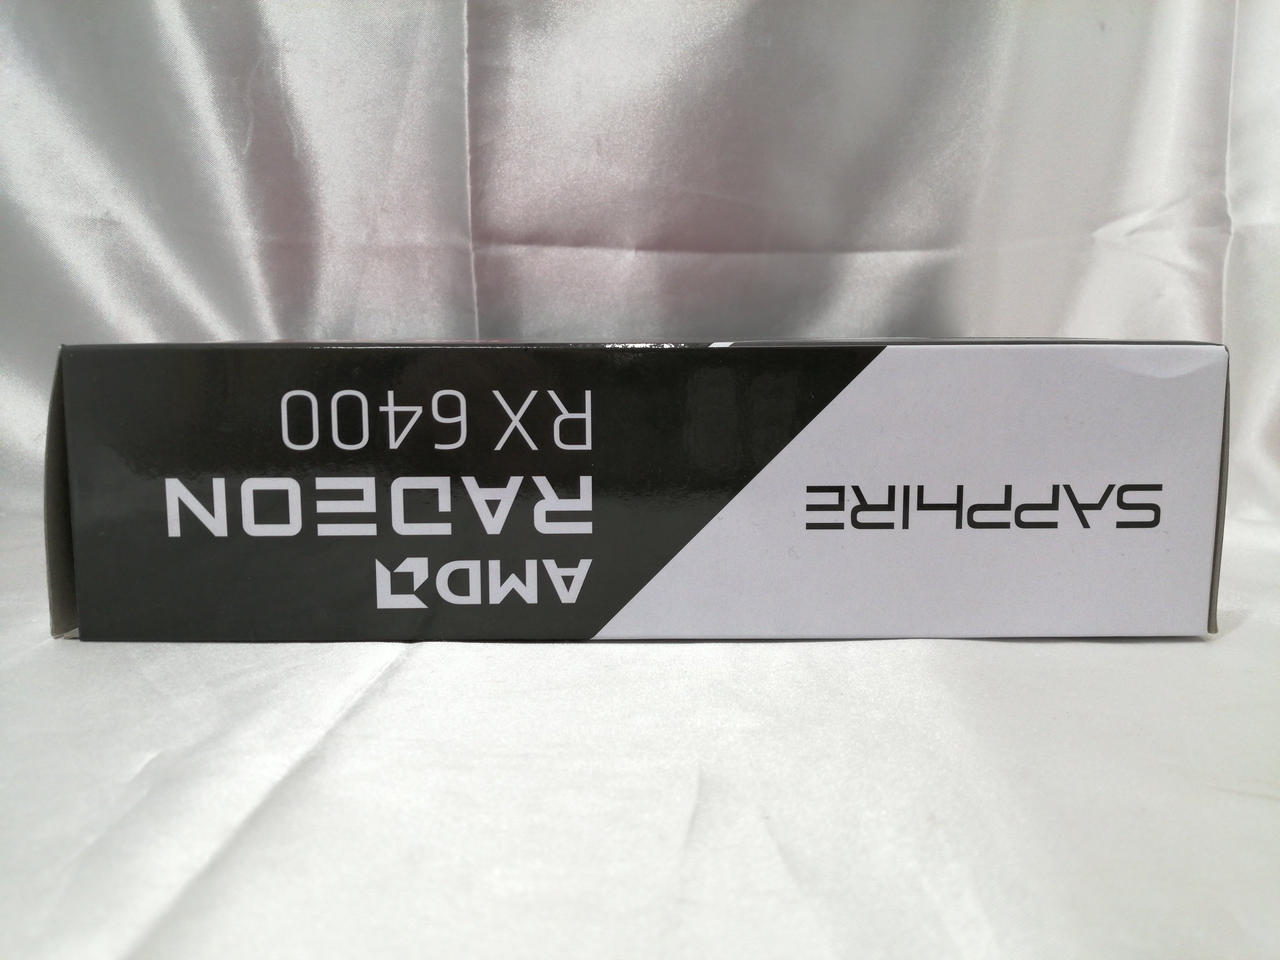 SAPPHIRE
AMD
RADEON
RX 6400